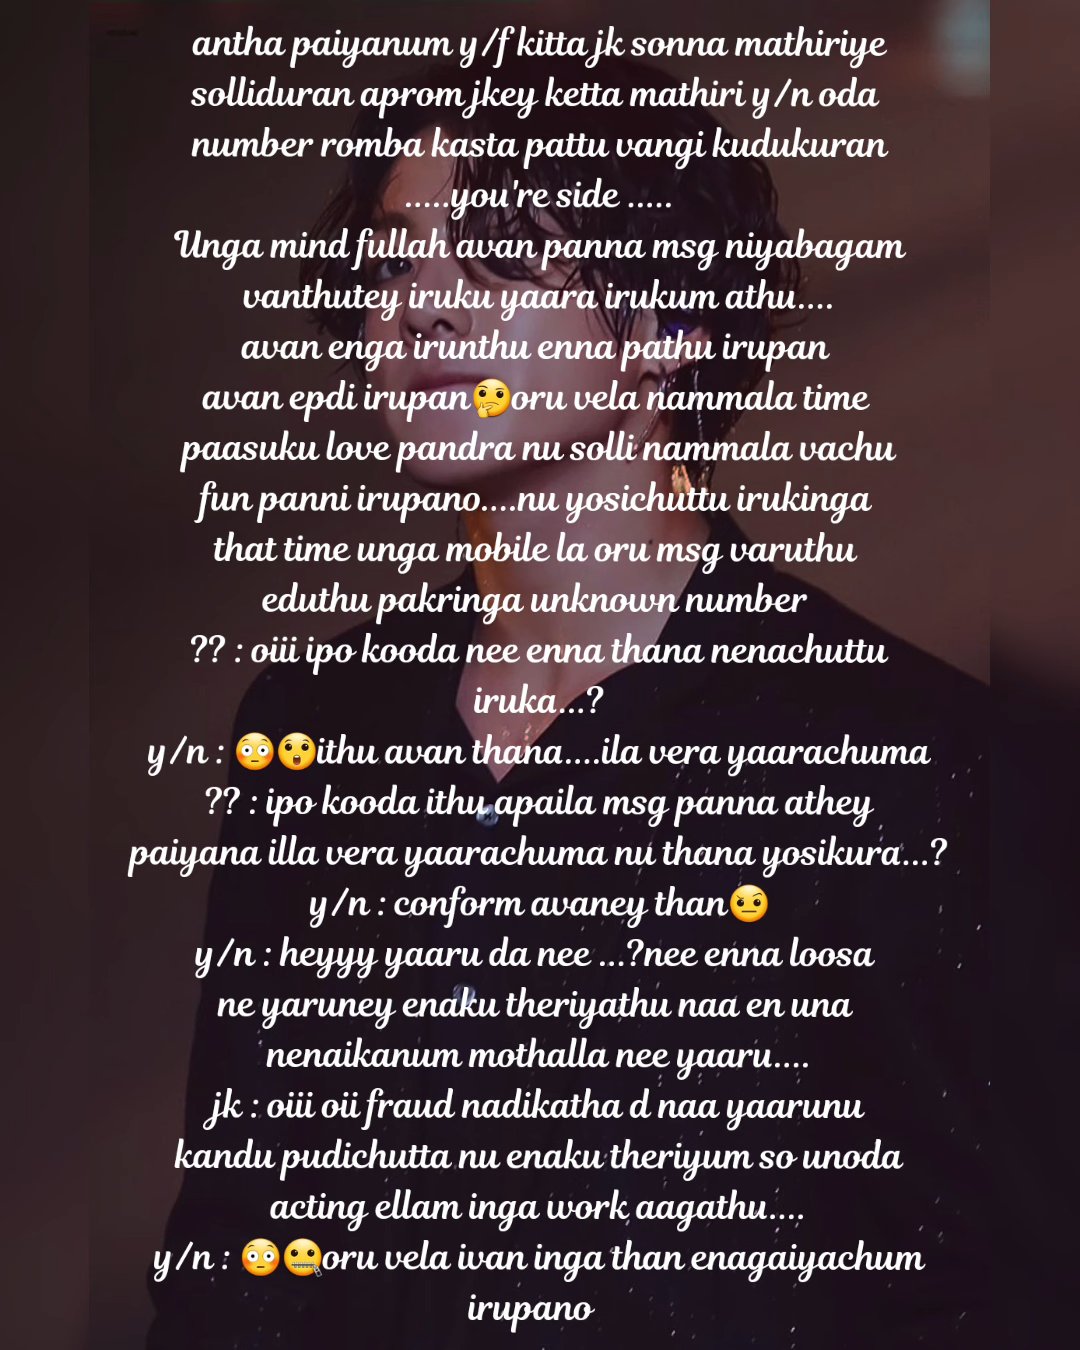 antha paiyanum y/f kitta jk sonna mathiriye
solliduran aprom jkey ketta mathiri y/n oda
number romba kasta pattu vangi kudukuran
.....you're side .....
Unga mind fullah avan panna msg niyabagam
vanthutey iruku yaara irukum athu....
avan enga irunthu enna pathu irupan
avan epdi irupan🤔oru vela nammala time
paasuku love pandra nu solli nammala vachu
fun panni irupano....nu yosichuttu irukinga
that time unga mobile la oru msg varuthu
eduthu pakringa unknown number
?? : oiii ipo kooda nee enna thana nenachuttu
iruka...?
y/n : 😳😲ithu avan thana....ila vera yaarachuma
?? : ipo kooda ithu apaila msg panna athey
paiyana illa vera yaarachuma nu thana yosikura...?
y/n : conform avaney than🤨
y/n : heyyy yaaru da nee ...?nee enna loosa
ne yaruney enaku theriyathu naa en una
nenaikanum mothalla nee yaaru....
jk : oiii oii fraud nadikatha d naa yaarunu
kandu pudichutta nu enaku theriyum so unoda
acting ellam inga work aagathu....
y/n : 😳🤐oru vela ivan inga than enagaiyachum
irupano